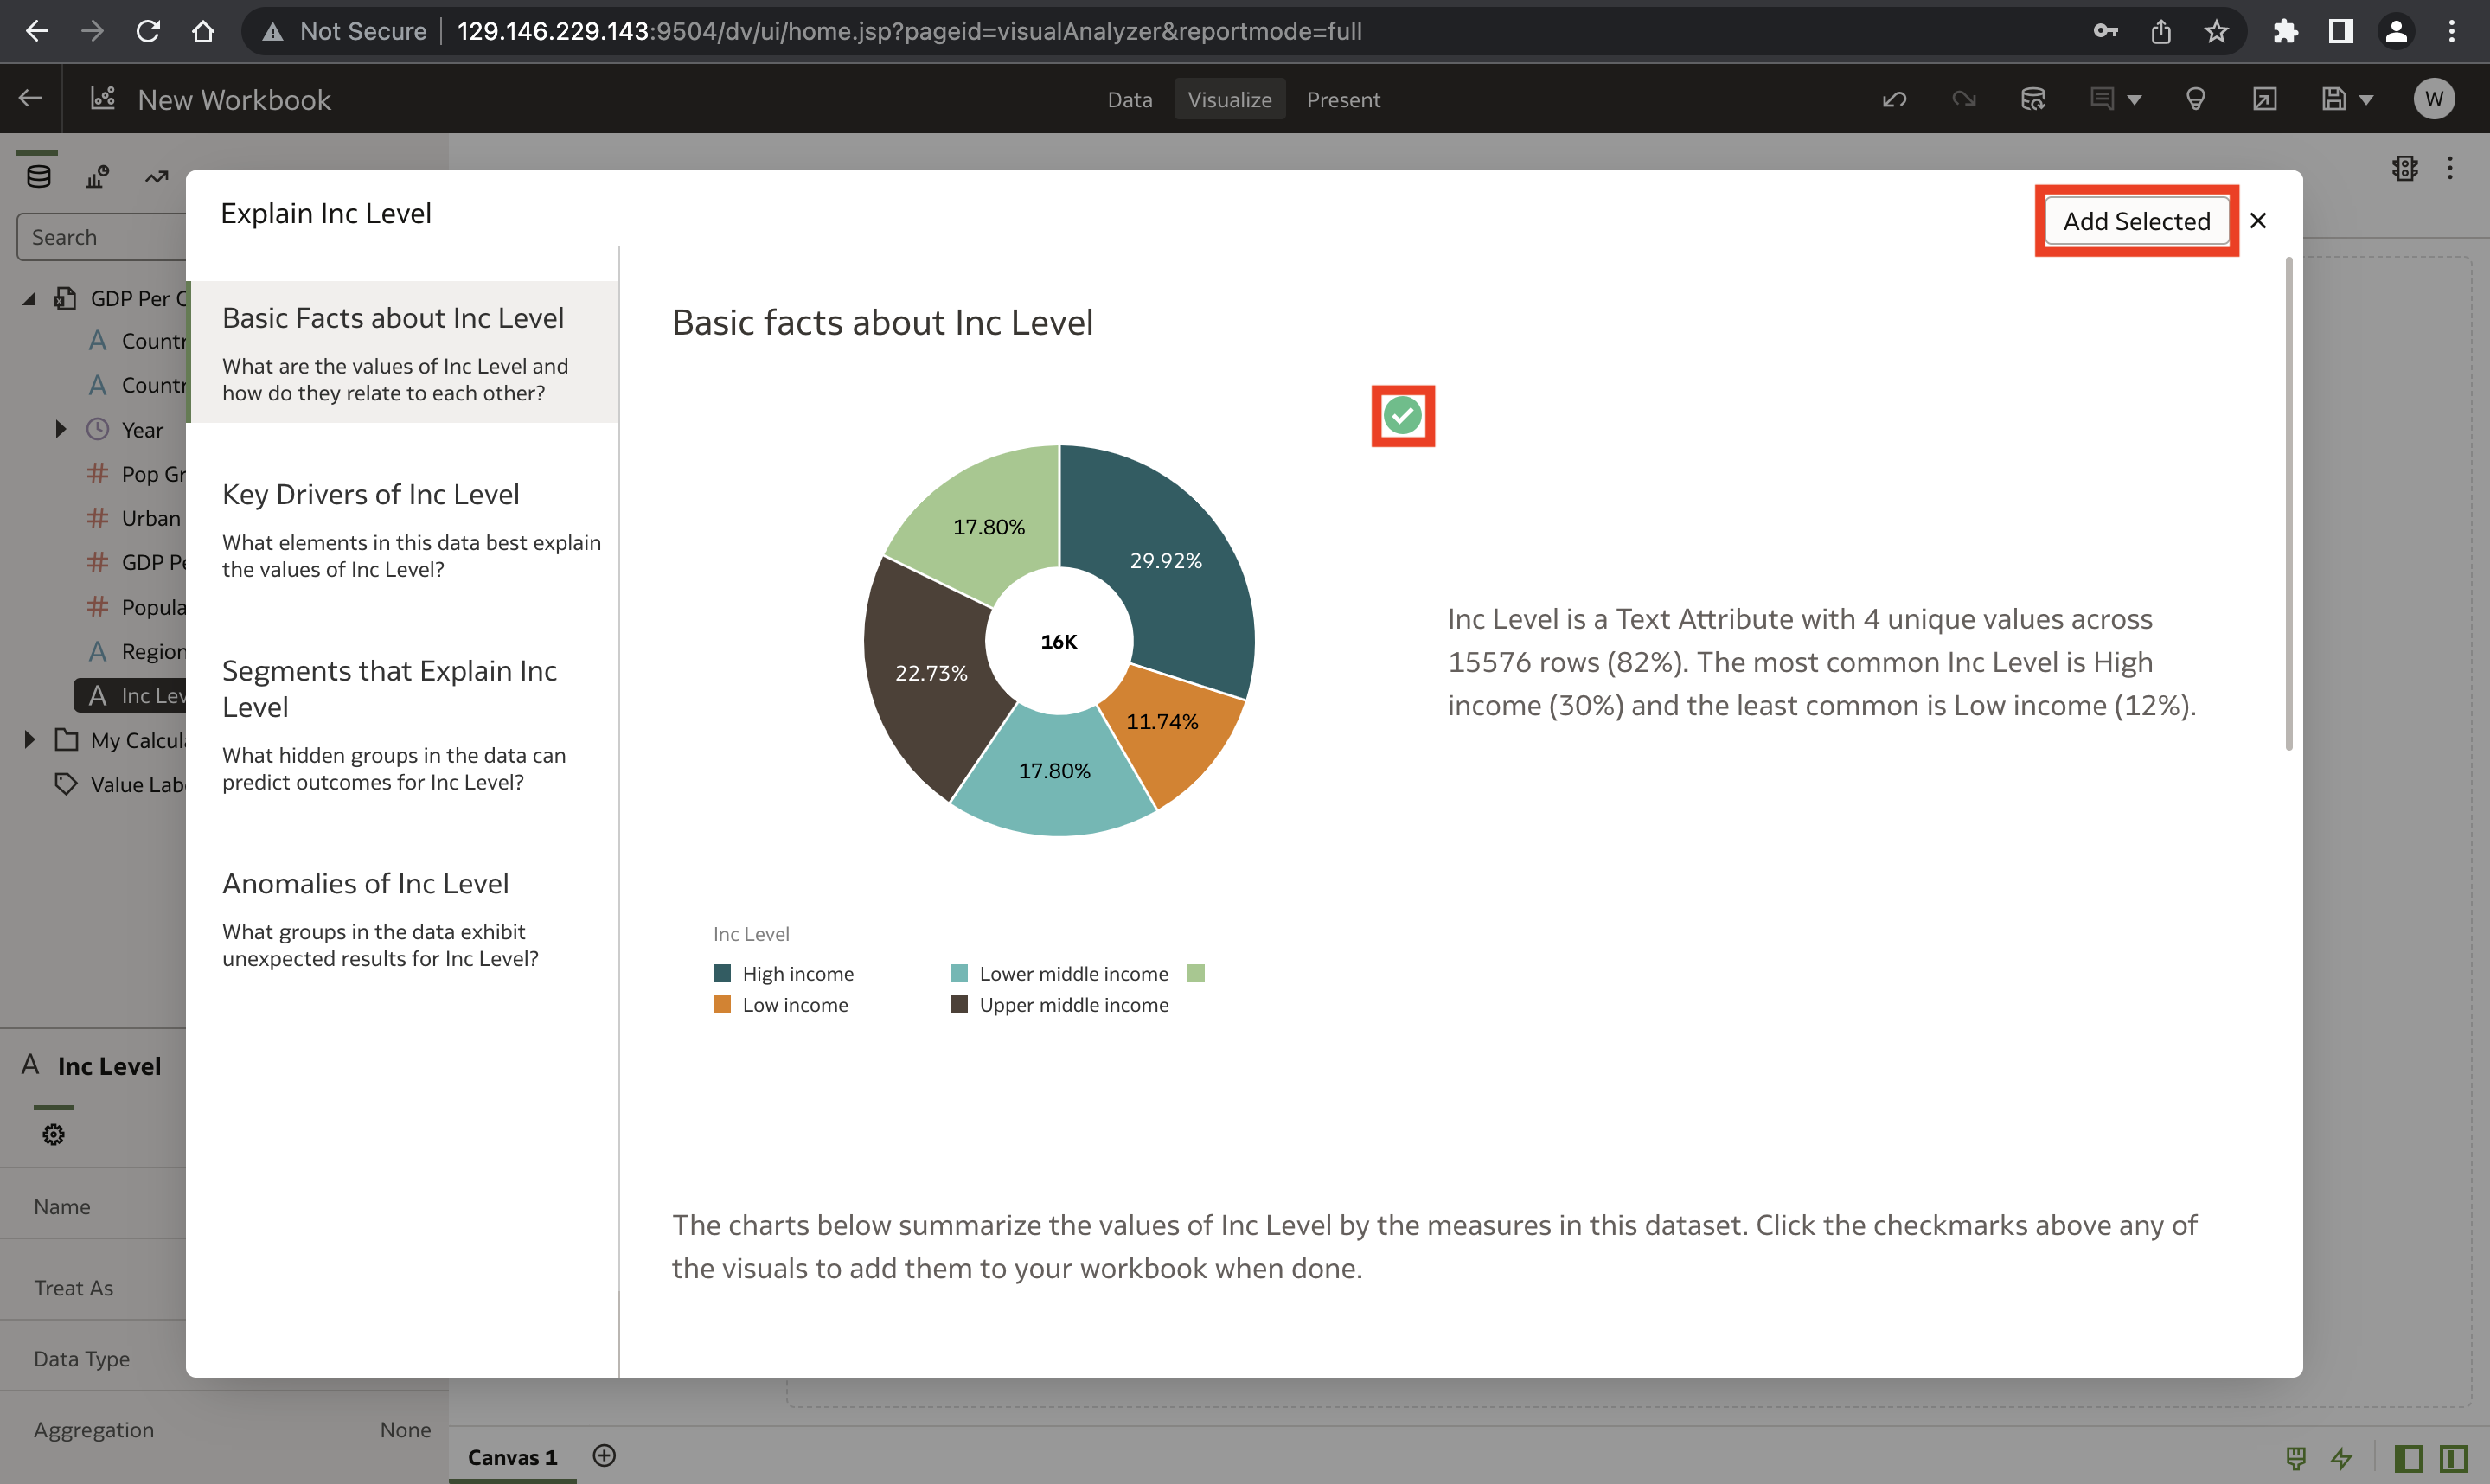 Not Secure
129.146.229.143:9504/dv/ui/home.jsp?pageid=visualAnalyzer&reportmode=full
New Workbook
Data
Visualize
Present
W
Search
GDP Per C
A Countr
A Countr
Year
# Pop Gr
# Urban
# GDP Pe
# Popula
A Region
A Inc Lev
My Calcula
Value Labe
A Inc Level
Name
Treat As
Data Type
Aggregation
None
Explain Inc Level
Add Selected
Basic Facts about Inc Level
What are the values of Inc Level and
how do they relate to each other?
Key Drivers of Inc Level
What elements in this data best explain
the values of Inc Level?
Segments that Explain Inc
Level
What hidden groups in the data can
predict outcomes for Inc Level?
Anomalies of Inc Level
What groups in the data exhibit
unexpected results for Inc Level?
Basic facts about Inc Level
17.80%
29.92%
16K
22.73%
11.74%
17.80%
Inc Level is a Text Attribute with 4 unique values across
15576 rows (82%). The most common Inc Level is High
income (30%) and the least common is Low income (12%).
Inc Level
High income
Lower middle income
Low income
Upper middle income
The charts below summarize the values of Inc Level by the measures in this dataset. Click the checkmarks above any of
the visuals to add them to your workbook when done.
Canvas 1